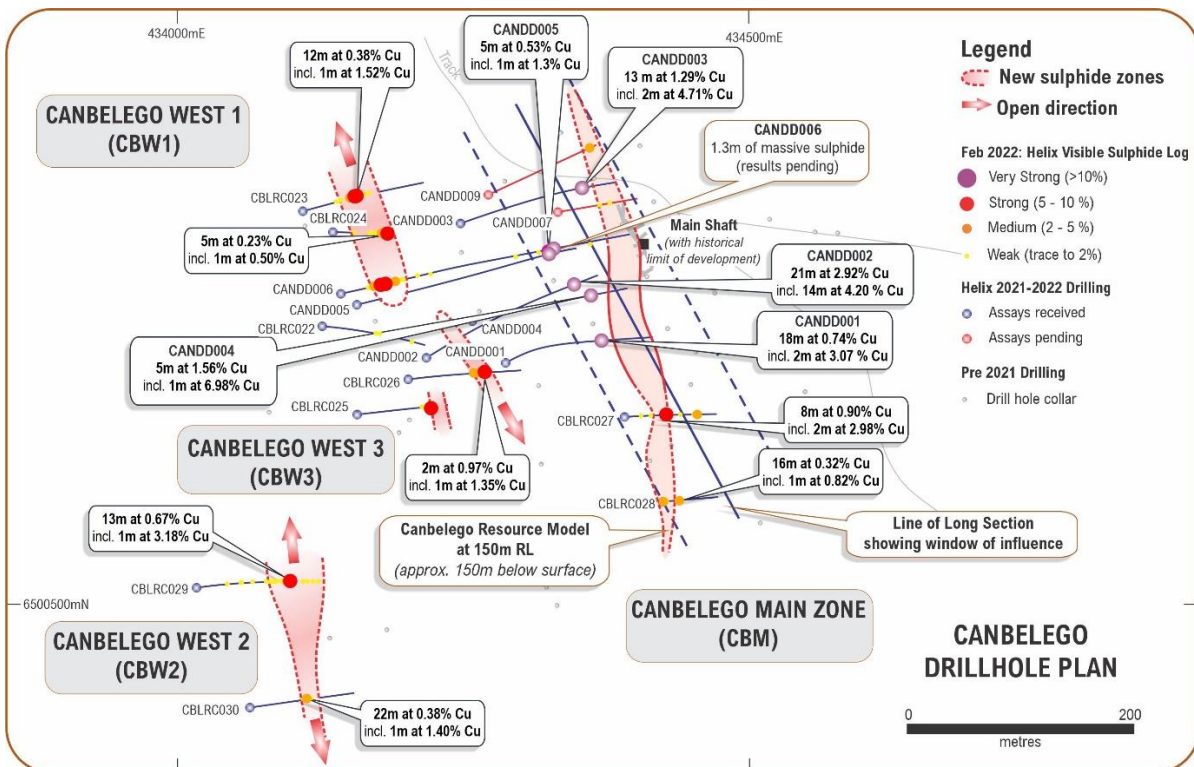 434000mE
434500mE
12m at 0.38% Cu
incl. 1m at 1.52% Cu
CANDD005
5m at 0.53% Cu
incl. 1m at 1.3% Cu
CANDD003
13 m at 1.29% Cu
incl. 2m at 4.71% Cu
Track
Legend
New sulphide zones
Open direction
CANBELEGO WEST 1
(CBW1)
CANDD006
1.3m of massive sulphide
(results pending)
Feb 2022: Helix Visible Sulphide Log
Very Strong (>10%)
Strong (5 - 10 %)
Medium (2 - 5 %)
Weak (trace to 2%)
Helix 2021-2022 Drilling
Assays received
Assays pending
Pre 2021 Drilling
Drill hole collar
CBLRC023
CBLRC024
CANDD009
CANDD003
CANDD007
Main Shaft
(with historical
limit of development)
5m at 0.23% Cu
incl. 1m at 0.50% Cu
CANDD002
21m at 2.92% Cu
incl. 14m at 4.20 % Cu
CANDD006
CANDD005
CBLRC022
CANDD004
CANDD002
CANDD001
CANDD004
5m at 1.56% Cu
incl. 1m at 6.98% Cu
CANDD001
18m at 0.74% Cu
incl. 2m at 3.07 % Cu
CBLRC026
CBLRC025
CBLRC027
8m at 0.90% Cu
incl. 2m at 2.98% Cu
CANBELEGO WEST 3
(CBW3)
2m at 0.97% Cu
incl. 1m at 1.35% Cu
16m at 0.32% Cu
incl. 1m at 0.82% Cu
CBLRC028
13m at 0.67% Cu
incl. 1m at 3.18% Cu
Canbelego Resource Model
at 150m RL
(approx. 150m below surface)
Line of Long Section
showing window of influence
CBLRC029
6500500mN
CANBELEGO WEST 2
(CBW2)
CANBELEGO MAIN ZONE
(CBM)
CANBELEGO
DRILLHOLE PLAN
CBLRC030
22m at 0.38% Cu
incl. 1m at 1.40% Cu
0
200
metres